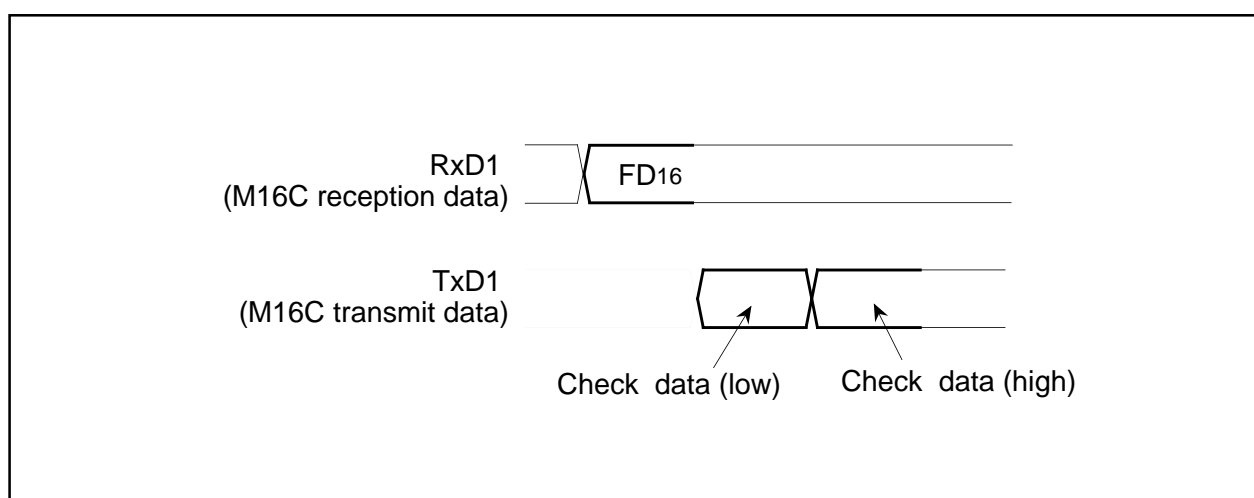 RxD1
(M16C reception data)
FD16
TxD1
(M16C transmit data)
Check data (low)
Check data (high)